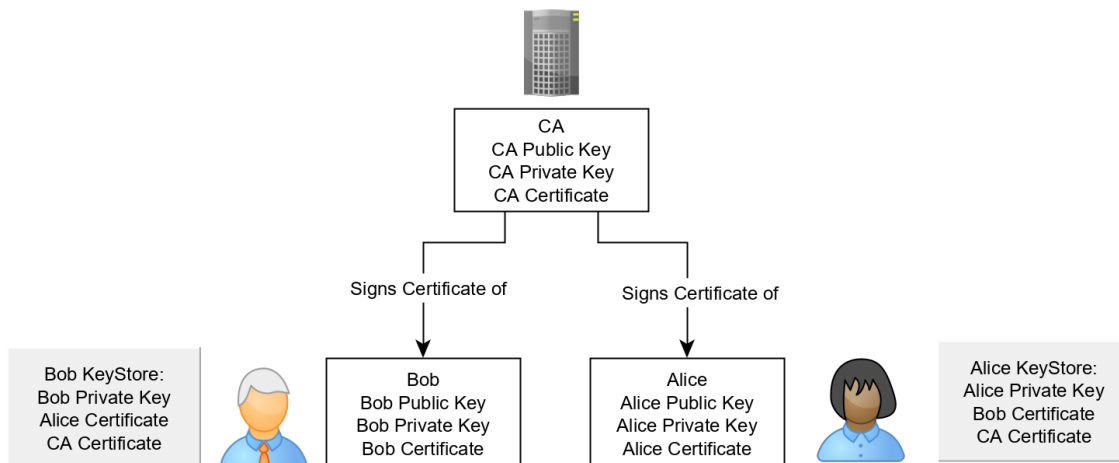 CA
CA Public Key
CA Private Key
CA Certificate
Signs Certificate of
Signs Certificate of
Bob KeyStore:
Bob Private Key
Alice Certificate
CA Certificate
Bob
Bob Public Key
Bob Private Key
Bob Certificate
Alice
Alice Public Key
Alice Private Key
Alice Certificate
Alice KeyStore:
Alice Private Key
Bob Certificate
CA Certificate